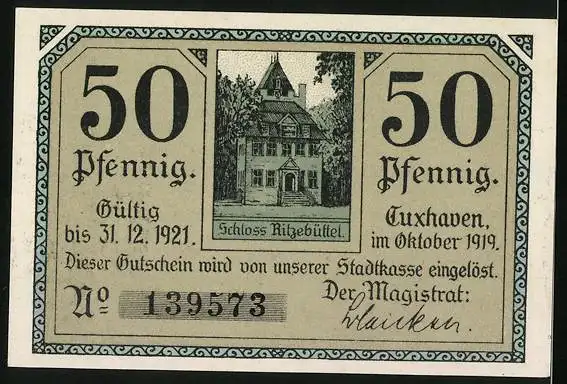 50 50
Pfennig. Pfennig.
Gültig
bis 31. 12. 1921.
Schloss Ritzebüttel.
Cuxhaven,
im Oktober 1919.
Dieser Gutschein wird von unserer Stadtkasse eingelöst.
No 139573
Der Magistrat: